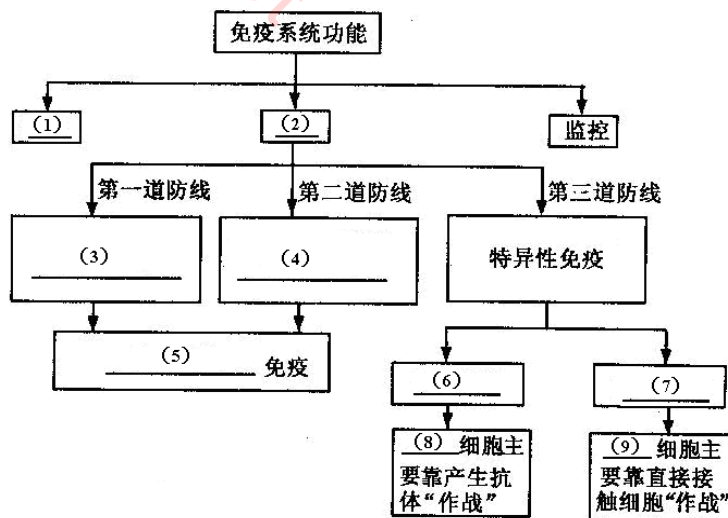 免疫系统功能
(1)
(2)
监控
第一道防线
第二道防线
第三道防线
(3)
(4)
特异性免疫
(5) 免疫
(6)
(7)
(8) 细胞主
要靠产生抗
体“作战”
(9) 细胞主
要靠直接接
触细胞“作战”